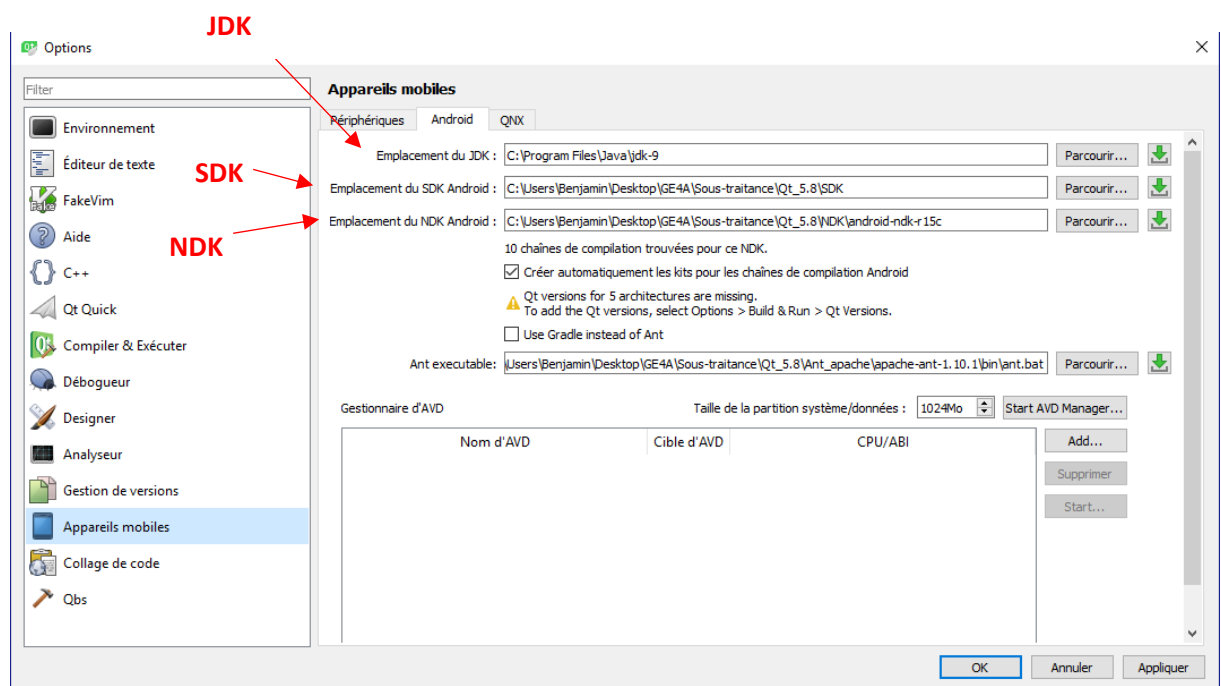 JDK
Options
Filter
Appareils mobiles
Périphériques Android QNX
Environnement
Éditeur de texte
FakeVim
Aide
C++
Qt Quick
Compiler & Exécuter
Débogueur
Designer
Analyseur
Gestion de versions
Appareils mobiles
Collage de code
Qbs
SDK
NDK
Emplacement du JDK : C:\Program Files\Java\jdk-9 Parcourir...
Emplacement du SDK Android : C:\Users\Benjamin\Desktop\GE4A\Sous-traitance\Qt_5.8\SDK Parcourir...
Emplacement du NDK Android : C:\Users\Benjamin\Desktop\GE4A\Sous-traitance\Qt_5.8\NDK\android-ndk-r15c Parcourir...
10 chaînes de compilation trouvées pour ce NDK.
Créer automatiquement les kits pour les chaînes de compilation Android
Qt versions for 5 architectures are missing.
To add the Qt versions, select Options > Build & Run > Qt Versions.
Use Gradle instead of Ant
Ant executable: \Users\Benjamin\Desktop\GE4A\Sous-traitance\Qt_5.8\Ant_apache\apache-ant-1.10.1\bin\ant.bat Parcourir...
Gestionnaire d'AVD Taille de la partition système/données : 1024Mo Start AVD Manager...
Nom d'AVD Cible d'AVD CPU/ABI Add...
Supprimer
Start...
OK Annuler Appliquer